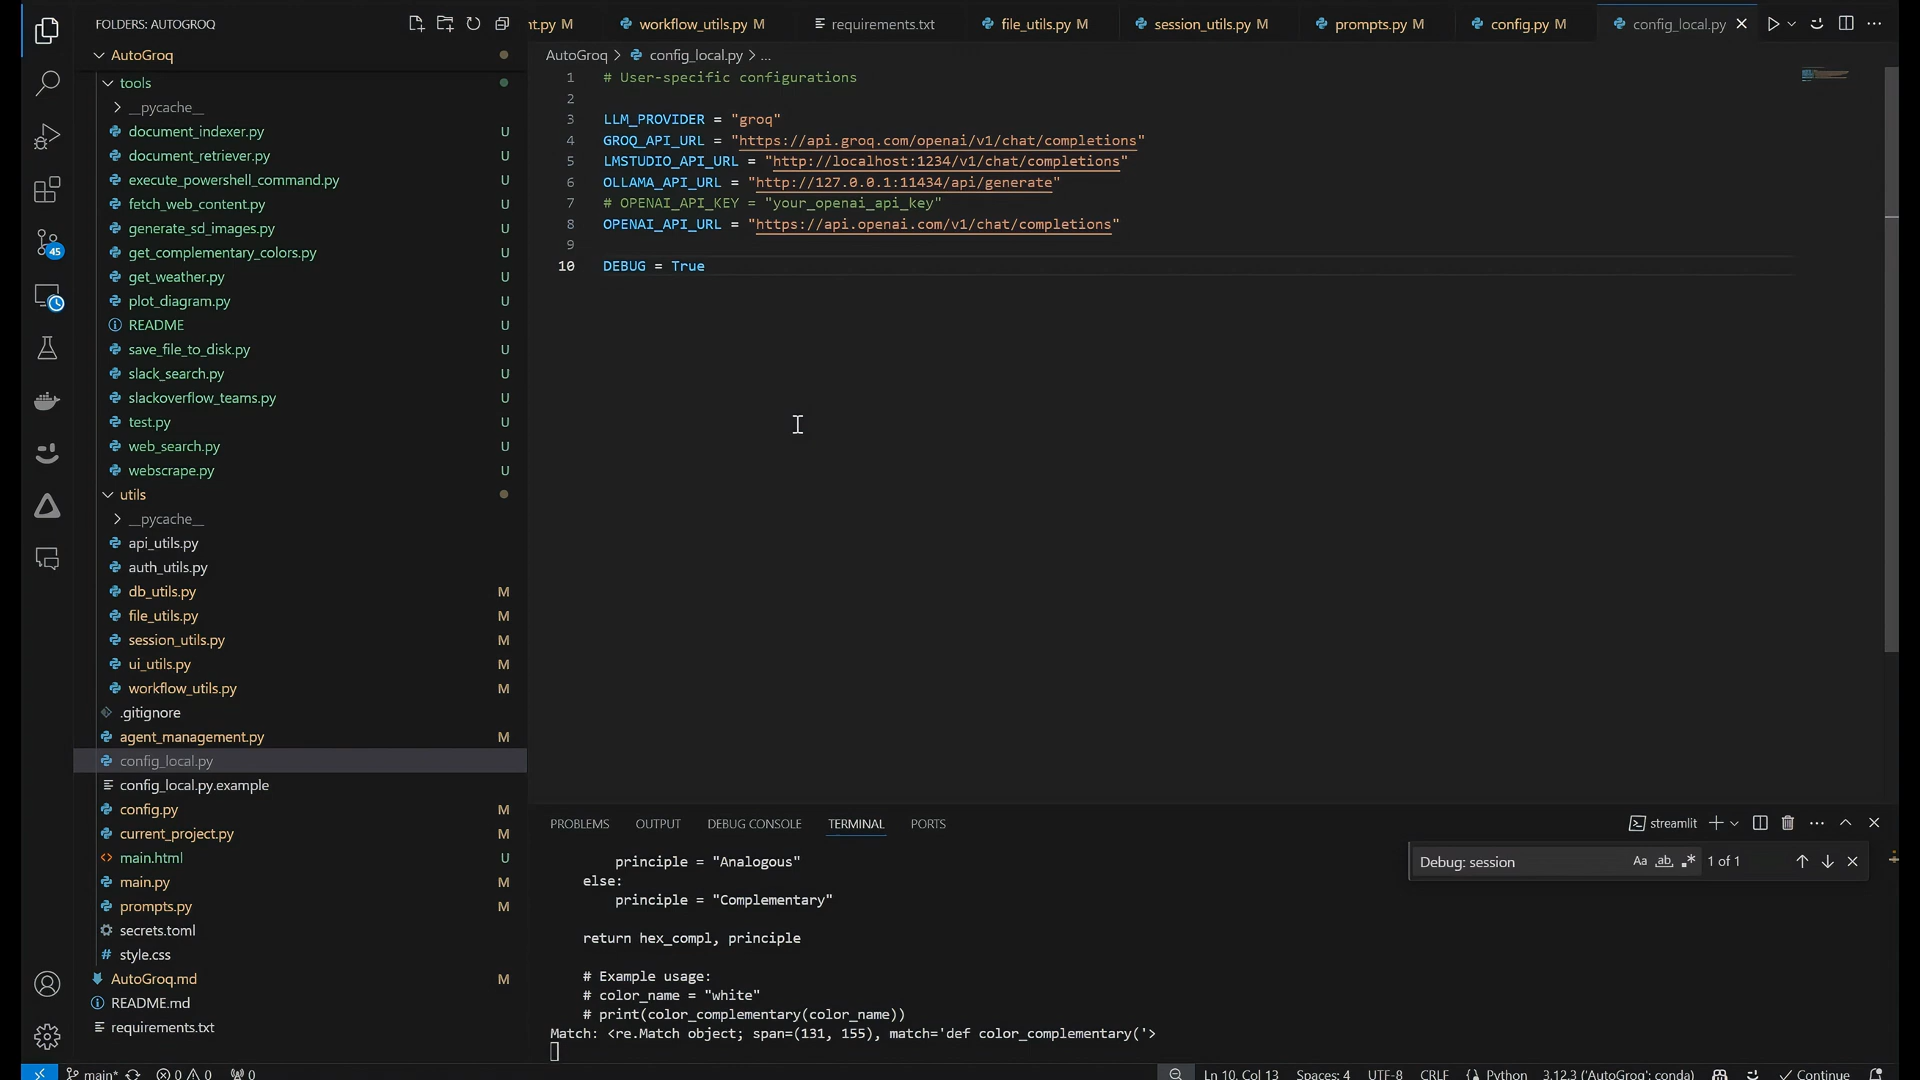 FOLDERS: AUTOGROQ
AutoGroq
tools
__pycache__
document_indexer.py U
document_retriever.py U
execute_powershell_command.py U
fetch_web_content.py U
generate_sd_images.py U
get_complementary_colors.py U
get_weather.py U
plot_diagram.py U
README U
save_file_to_disk.py U
slack_search.py U
slackoverflow_teams.py U
test.py U
web_search.py U
webscrape.py U
utils
__pycache__
api_utils.py
auth_utils.py
db_utils.py M
file_utils.py M
session_utils.py M
ui_utils.py M
workflow_utils.py M
.gitignore
agent_management.py M
config_local.py
config_local.py.example
config.py M
current_project.py M
main.html U
main.py M
prompts.py M
secrets.toml
style.css
AutoGroq.md M
README.md
requirements.txt
45
nt.py M workflow_utils.py M requirements.txt file_utils.py M session_utils.py M prompts.py M config.py M config_local.py
AutoGroq > config_local.py > ...
1 # User-specific configurations
2
3 LLM_PROVIDER = "groq"
4 GROQ_API_URL = "https://api.groq.com/openai/v1/chat/completions"
5 LMSTUDIO_API_URL = "http://localhost:1234/v1/chat/completions"
6 OLLAMA_API_URL = "http://127.0.0.1:11434/api/generate"
7 # OPENAI_API_KEY = "your_openai_api_key"
8 OPENAI_API_URL = "https://api.openai.com/v1/chat/completions"
9
10 DEBUG = True
PROBLEMS OUTPUT DEBUG CONSOLE TERMINAL PORTS
streamlit
Debug: session Aa ab 1 of 1
principle = "Analogous"
else:
principle = "Complementary"
return hex_compl, principle
# Example usage:
# color_name = "white"
# print(color_complementary(color_name))
Match: <re.Match object; span=(131, 155), match='def color_complementary('>
main* 0 0 0 Ln 10, Col 13 Spaces: 4 UTF-8 CRLF Python 3.12.3 ('AutoGroq': conda) Continue